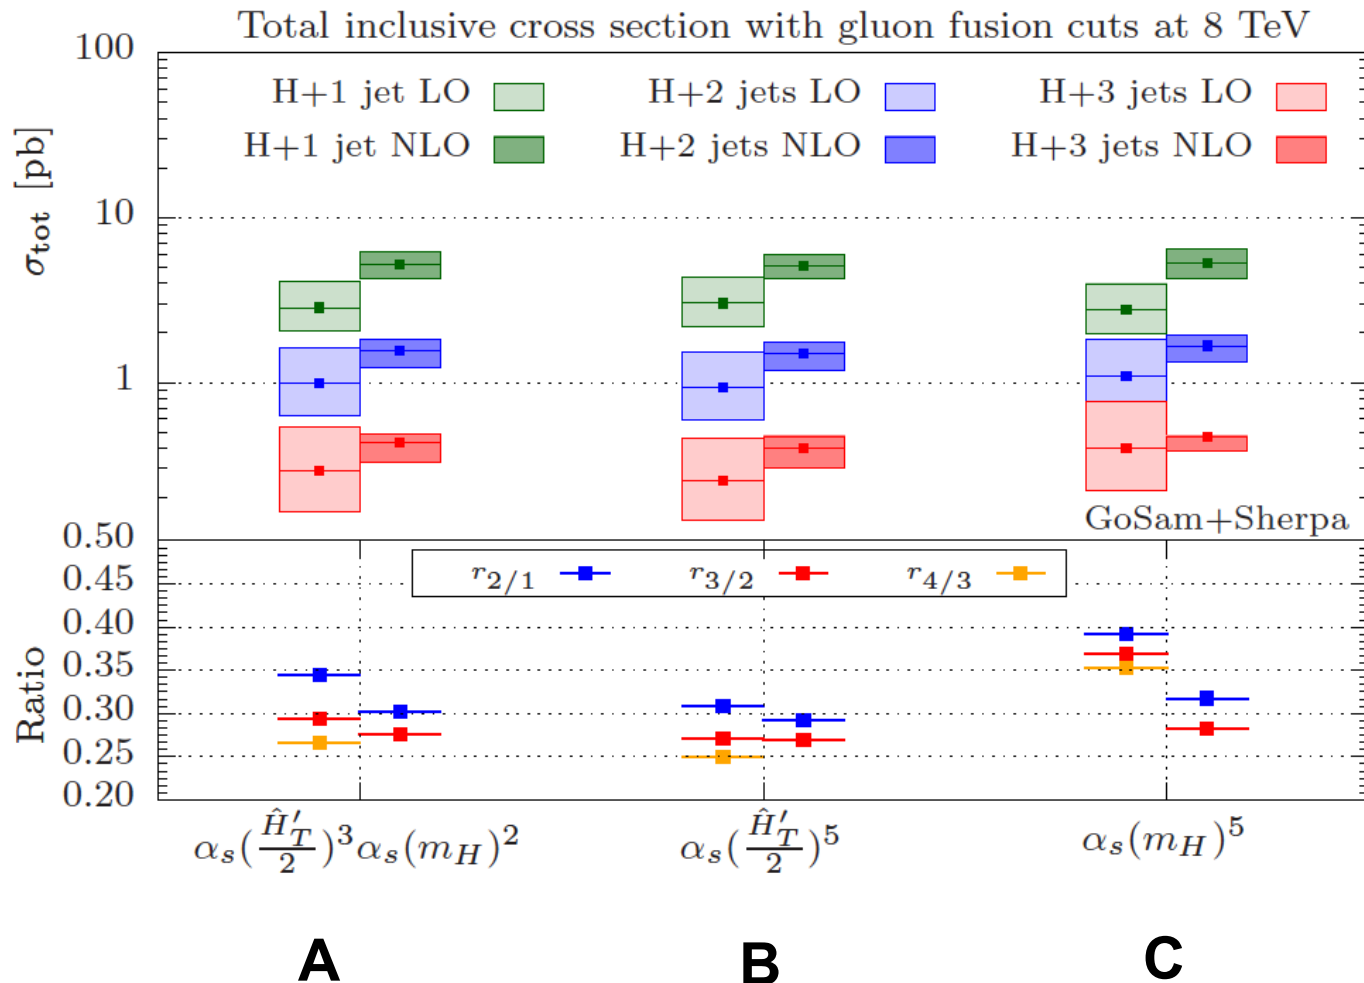 Total inclusive cross section with gluon fusion cuts at 8 TeV
σtot [pb]
100
10
1
H+1 jet LO
H+2 jets LO
H+3 jets LO
H+1 jet NLO
H+2 jets NLO
H+3 jets NLO
GoSam+Sherpa
Ratio
0.50
0.45
0.40
0.35
0.30
0.25
0.20
r2/1
r3/2
r4/3
αs(Ĥ′T/2)³αs(mH)²
αs(Ĥ′T/2)⁵
αs(mH)⁵
A
B
C